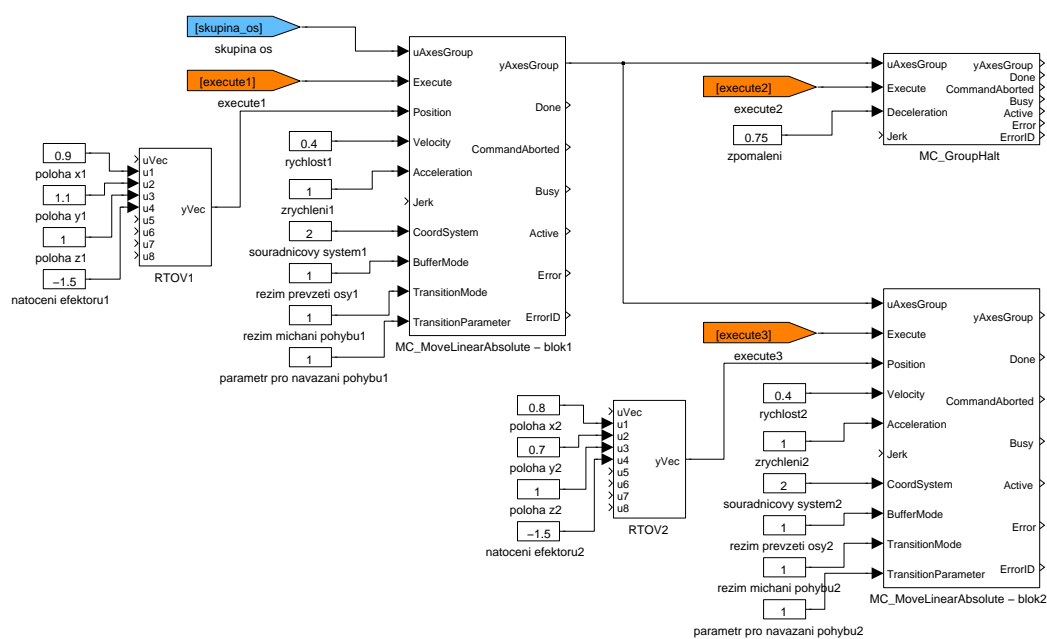 [skupina_os]
skupina os
[execute1]
execute1
uAxesGroup
Execute
Position
Velocity
Acceleration
Jerk
CoordSystem
BufferMode
TransitionMode
TransitionParameter
yAxesGroup
Done
CommandAborted
Busy
Active
Error
ErrorID
MC_MoveLinearAbsolute – blok1
0.4
rychlost1
1
zrychleni1
2
souradnicovy system1
1
rezim prevzeti osy1
1
rezim michani pohybu1
1
parametr pro navazani pohybu1
0.9
poloha x1
1.1
poloha y1
1
poloha z1
−1.5
natoceni efektoru1
uVec
u1
u2
u3
u4
u5
u6
u7
u8
yVec
RTOV1
[execute2]
execute2
0.75
zpomaleni
uAxesGroup
Execute
Deceleration
Jerk
yAxesGroup
Done
CommandAborted
Busy
Active
Error
ErrorID
MC_GroupHalt
[execute3]
execute3
uAxesGroup
Execute
Position
Velocity
Acceleration
Jerk
CoordSystem
BufferMode
TransitionMode
TransitionParameter
yAxesGroup
Done
CommandAborted
Busy
Active
Error
ErrorID
MC_MoveLinearAbsolute – blok2
0.4
rychlost2
1
zrychleni2
2
souradnicovy system2
1
rezim prevzeti osy2
1
rezim michani pohybu2
1
parametr pro navazani pohybu2
0.8
poloha x2
0.7
poloha y2
1
poloha z2
−1.5
natoceni efektoru2
uVec
u1
u2
u3
u4
u5
u6
u7
u8
yVec
RTOV2